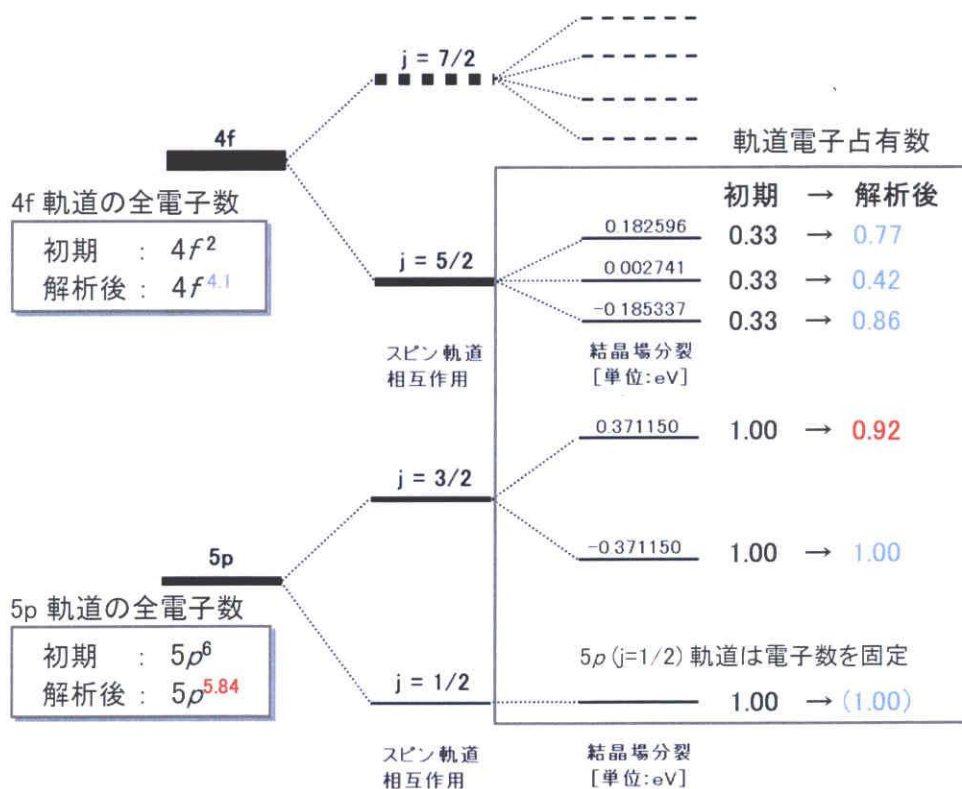 j = 7/2
4f
軌道電子占有数
4f 軌道の全電子数
初期 : 4f2
解析後 : 4f4.1
初期 → 解析後
0.182596 0.33 → 0.77
j = 5/2
0.002741 0.33 → 0.42
-0.185337 0.33 → 0.86
スピン軌道
相互作用
結晶場分裂
[単位:eV]
0.371150 1.00 → 0.92
j = 3/2
-0.371150 1.00 → 1.00
5p
5p 軌道の全電子数
初期 : 5p6
解析後 : 5p5.84
5p (j=1/2) 軌道は電子数を固定
j = 1/2
1.00 → (1.00)
スピン軌道
相互作用
結晶場分裂
[単位:eV]